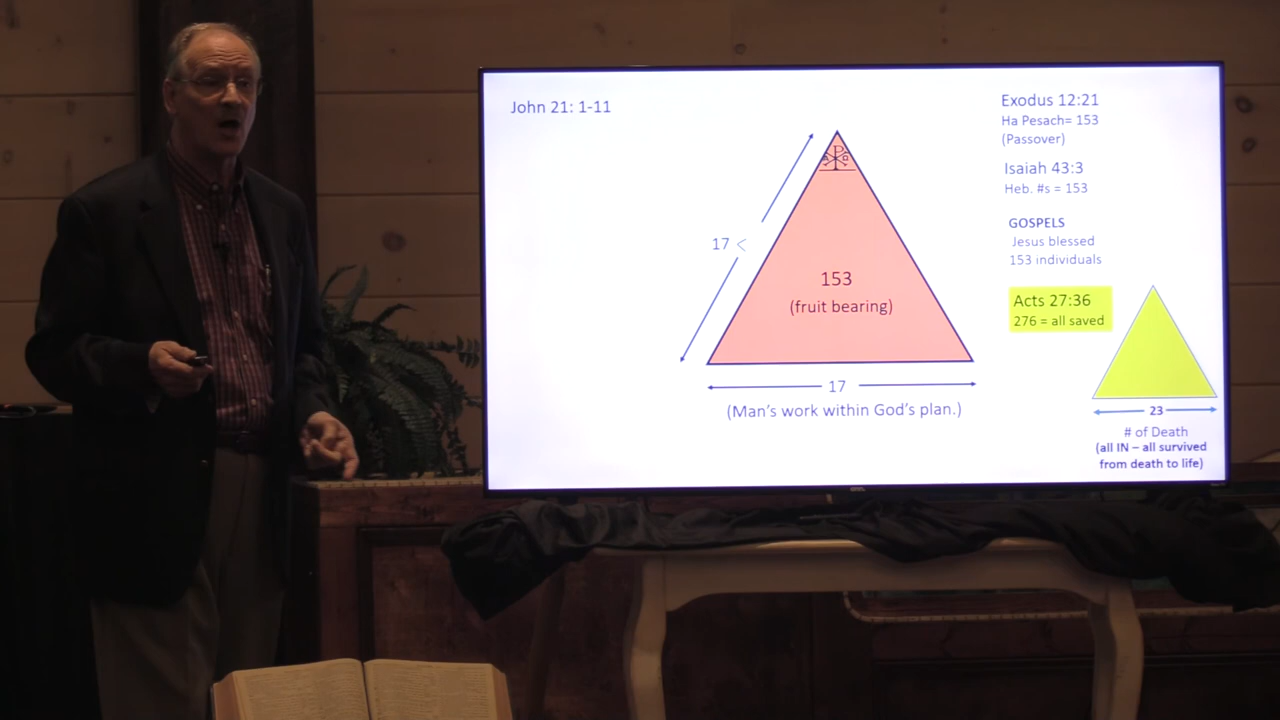 John 21: 1-11
17 <
153
(fruit bearing)
17
(Man's work within God's plan.)
Exodus 12:21
Ha Pesach= 153
(Passover)
Isaiah 43:3
Heb. #s = 153
GOSPELS
Jesus blessed
153 individuals
Acts 27:36
276 = all saved
23
# of Death
(all IN – all survived
from death to life)